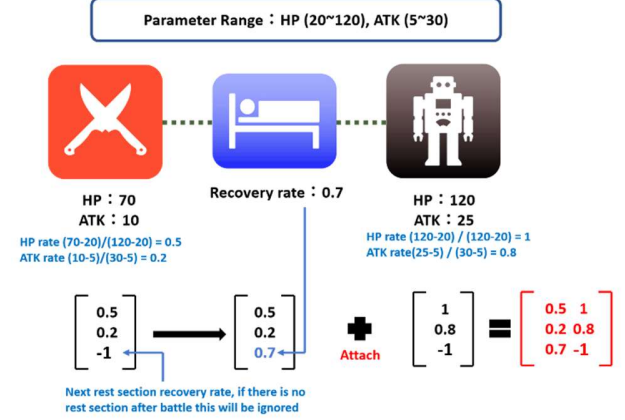 Parameter Range：HP (20~120), ATK (5~30)
HP：70
ATK：10
HP rate (70-20)/(120-20) = 0.5
ATK rate (10-5)/(30-5) = 0.2
Recovery rate：0.7
HP：120
ATK：25
HP rate (120-20) / (120-20) = 1
ATK rate(25-5) / (30-5) = 0.8
0.5
0.2
-1
0.5
0.2
0.7
Attach
1
0.8
-1
0.5 1
0.2 0.8
0.7 -1
Next rest section recovery rate, if there is no
rest section after battle this will be ignored